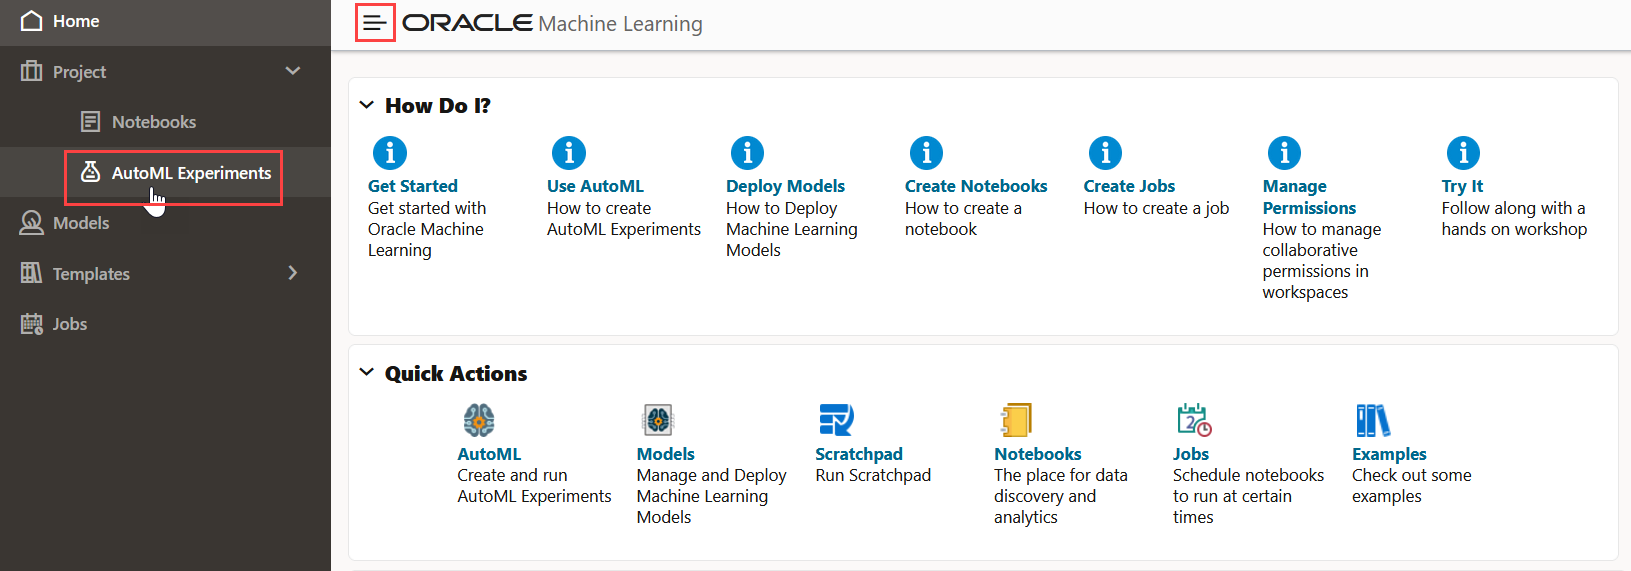 Home
Project
Notebooks
AutoML Experiments
Models
Templates
Jobs
ORACLE Machine Learning
How Do I?
Get Started
Get started with
Oracle Machine
Learning
Use AutoML
How to create
AutoML Experiments
Deploy Models
How to Deploy
Machine Learning
Models
Create Notebooks
How to create a
notebook
Create Jobs
How to create a job
Manage
Permissions
How to manage
collaborative
permissions in
workspaces
Try It
Follow along with a
hands on workshop
Quick Actions
AutoML
Create and run
AutoML Experiments
Models
Manage and Deploy
Machine Learning
Models
Scratchpad
Run Scratchpad
Notebooks
The place for data
discovery and
analytics
2
Jobs
Schedule notebooks
to run at certain
times
Examples
Check out some
examples